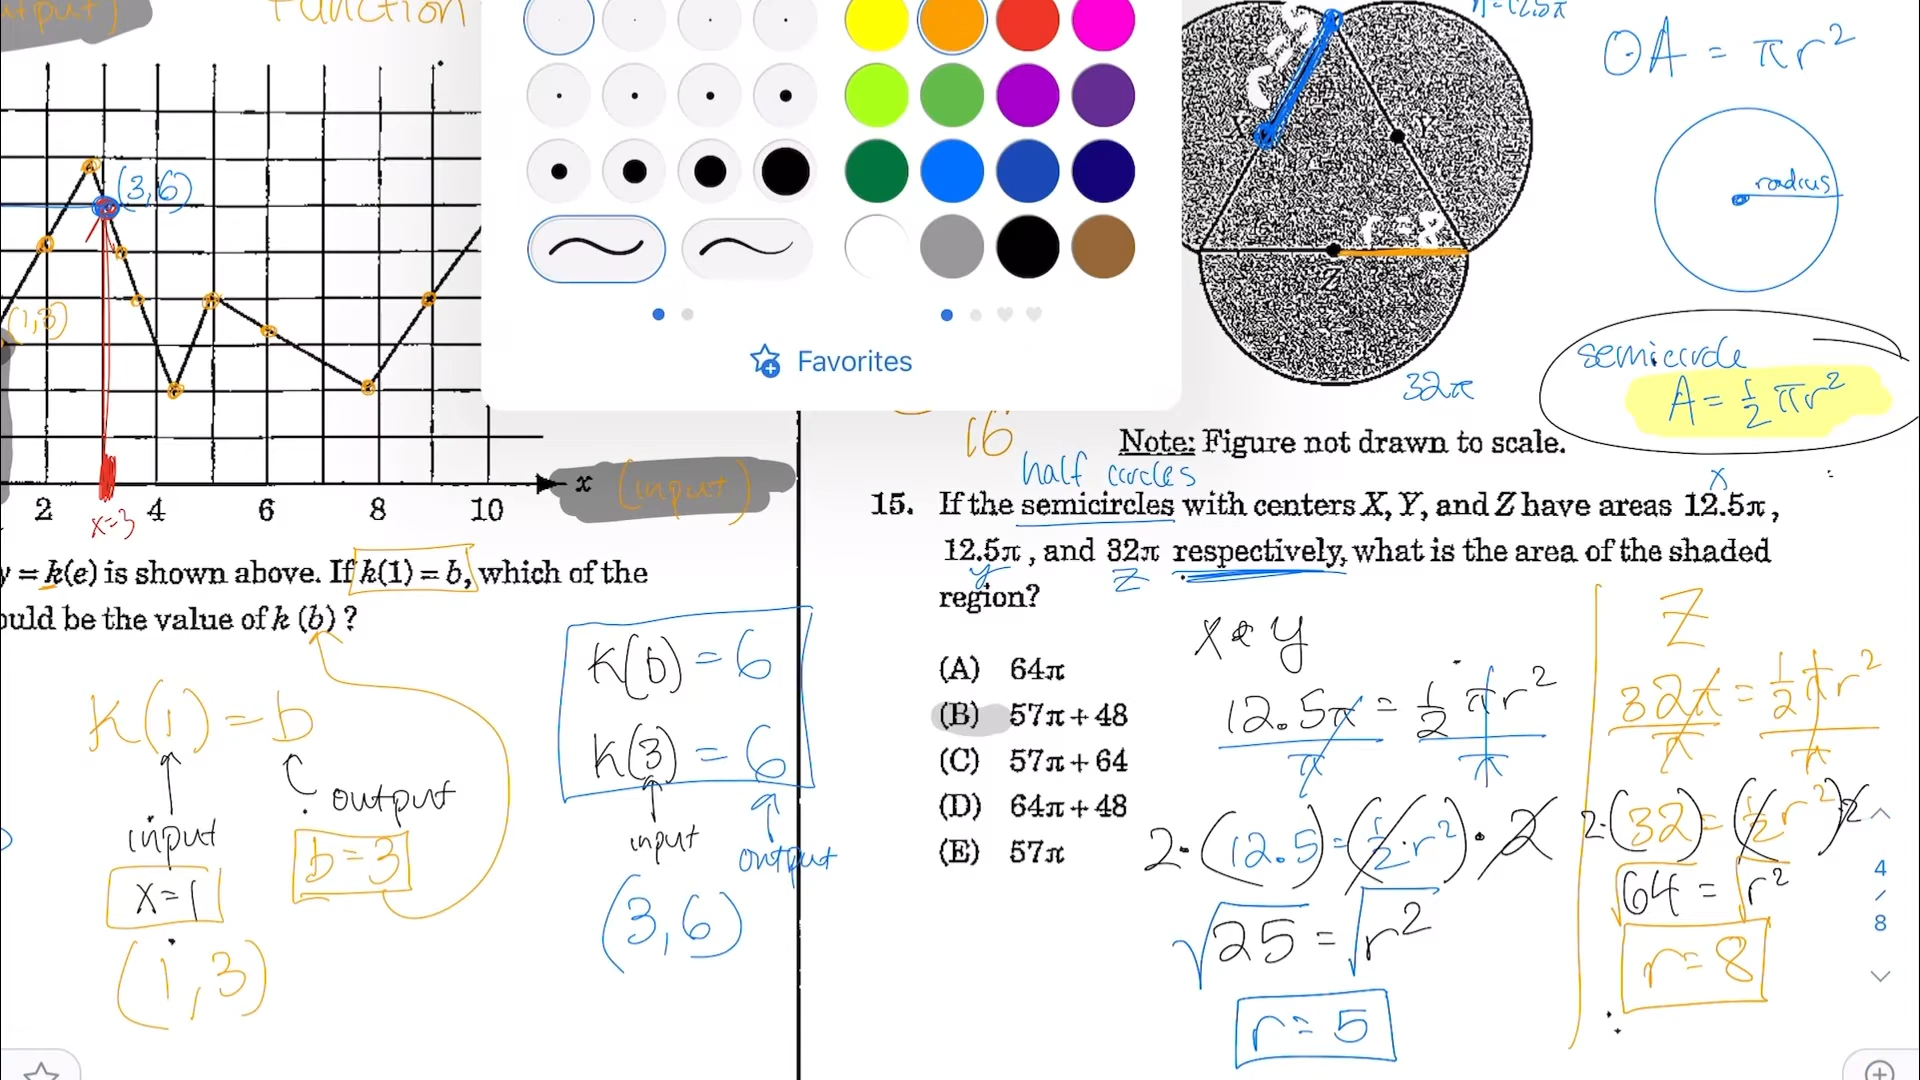 Function
(3,6)
(1,3)
2
4
6
8
10
x=3
x
(input)
y = k(e) is shown above. If k(1) = b, which of the
ould be the value of k (b) ?
K(1) = b
input
output
x=1
b=3
(1,3)
K(b) = 6
K(3) = 6
input
output
(3,6)
Favorites
r=5
X
Y
r=8
Z
32π
A = πr²
radius
semicircle
A = ½πr²
16
Note: Figure not drawn to scale.
half circles
x
15. If the semicircles with centers X, Y, and Z have areas 12.5π,
12.5π, and 32π respectively, what is the area of the shaded
y
Z
region?
(A) 64π
(B) 57π + 48
(C) 57π + 64
(D) 64π + 48
(E) 57π
x & y
12.5π = ½πr²
π
π
2·(12.5) = (½·r²)·2
√25 = √r²
r = 5
Z
32π = ½πr²
π
π
2·(32) = (½r²)·2
√64 = √r²
r = 8
4
/
8